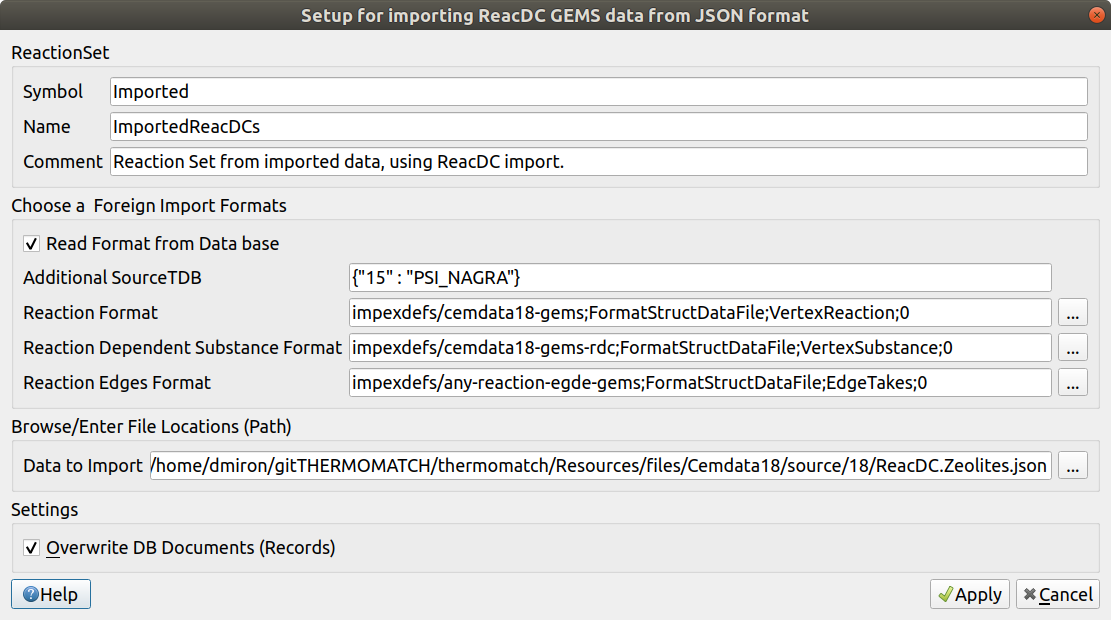 Setup for importing ReacDC GEMS data from JSON format
ReactionSet
Symbol Imported
Name ImportedReacDCs
Comment Reaction Set from imported data, using ReacDC import.
Choose a  Foreign Import Formats
Read Format from Data base
Additional SourceTDB {"15" : "PSI_NAGRA"}
Reaction Format impexdefs/cemdata18-gems;FormatStructDataFile;VertexReaction;0 ...
Reaction Dependent Substance Format impexdefs/cemdata18-gems-rdc;FormatStructDataFile;VertexSubstance;0 ...
Reaction Edges Format impexdefs/any-reaction-egde-gems;FormatStructDataFile;EdgeTakes;0 ...
Browse/Enter File Locations (Path)
Data to Import /home/dmiron/gitTHERMOMATCH/thermomatch/Resources/files/Cemdata18/source/18/ReacDC.Zeolites.json ...
Settings
Overwrite DB Documents (Records)
Help Apply Cancel